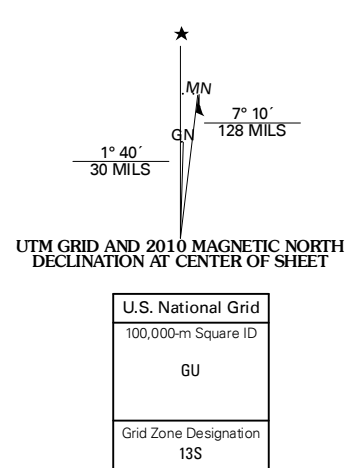 ★
MN
7° 10´
128 MILS
GN
1° 40´
30 MILS
UTM GRID AND 2010 MAGNETIC NORTH
DECLINATION AT CENTER OF SHEET
U.S. National Grid
100,000-m Square ID
GU
Grid Zone Designation
13S